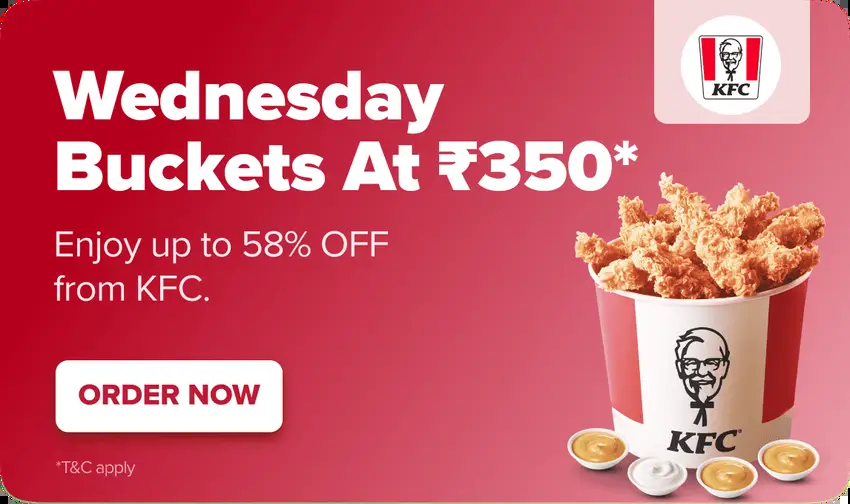 Wednesday
Buckets At ₹350*
Enjoy up to 58% OFF
from KFC.
ORDER NOW
*T&C apply
KFC
KFC